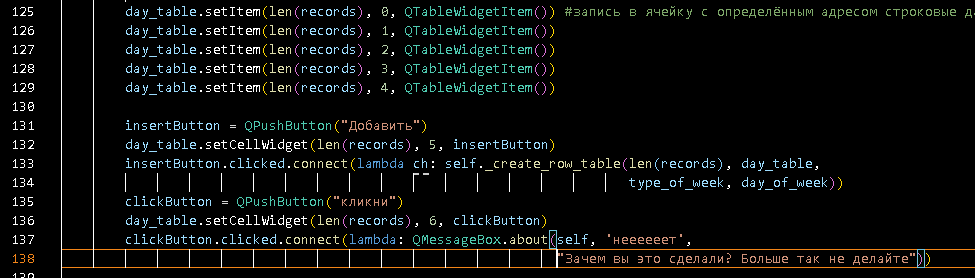 125 day_table.setItem(len(records), 0, QTableWidgetItem()) #запись в ячейку с определённым адресом строковые д
126 day_table.setItem(len(records), 1, QTableWidgetItem())
127 day_table.setItem(len(records), 2, QTableWidgetItem())
128 day_table.setItem(len(records), 3, QTableWidgetItem())
129 day_table.setItem(len(records), 4, QTableWidgetItem())
130
131 insertButton = QPushButton("Добавить")
132 day_table.setCellWidget(len(records), 5, insertButton)
133 insertButton.clicked.connect(lambda ch: self._create_row_table(len(records), day_table,
134 type_of_week, day_of_week))
135 clickButton = QPushButton("кликни")
136 day_table.setCellWidget(len(records), 6, clickButton)
137 clickButton.clicked.connect(lambda: QMessageBox.about(self, 'неееееет',
138 "Зачем вы это сделали? Больше так не делайте"))